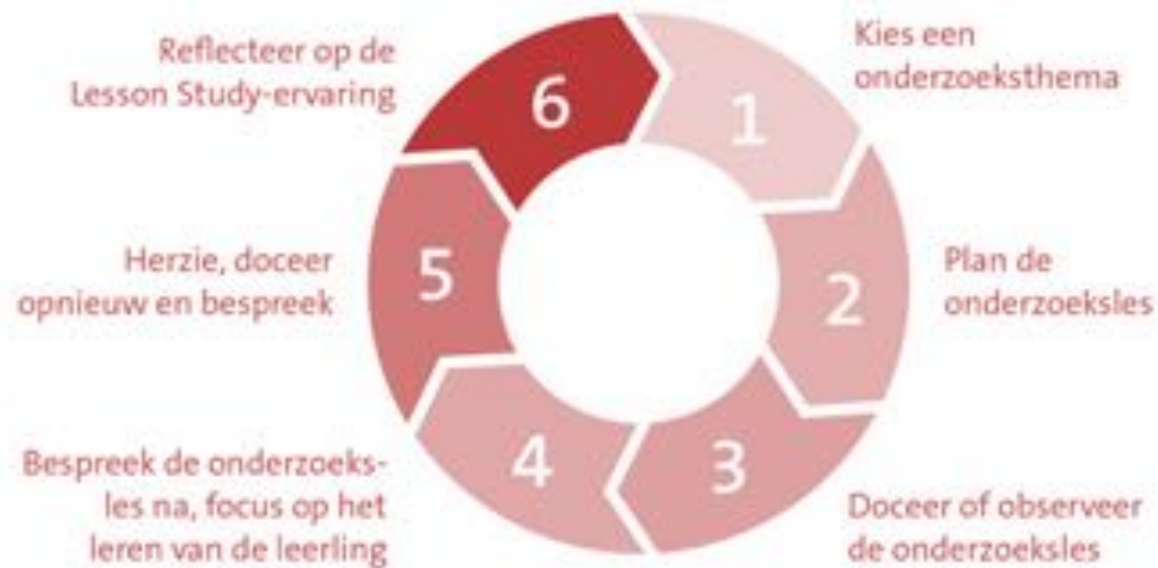 1
Kies een
onderzoeksthema
2
Plan de
onderzoeksles
3
Doceer of observeer
de onderzoeksles
4
Bespreek de onderzoeks-
les na, focus op het
leren van de leerling
5
Herzie, doceer
opnieuw en bespreek
6
Reflecteer op de
Lesson Study-ervaring